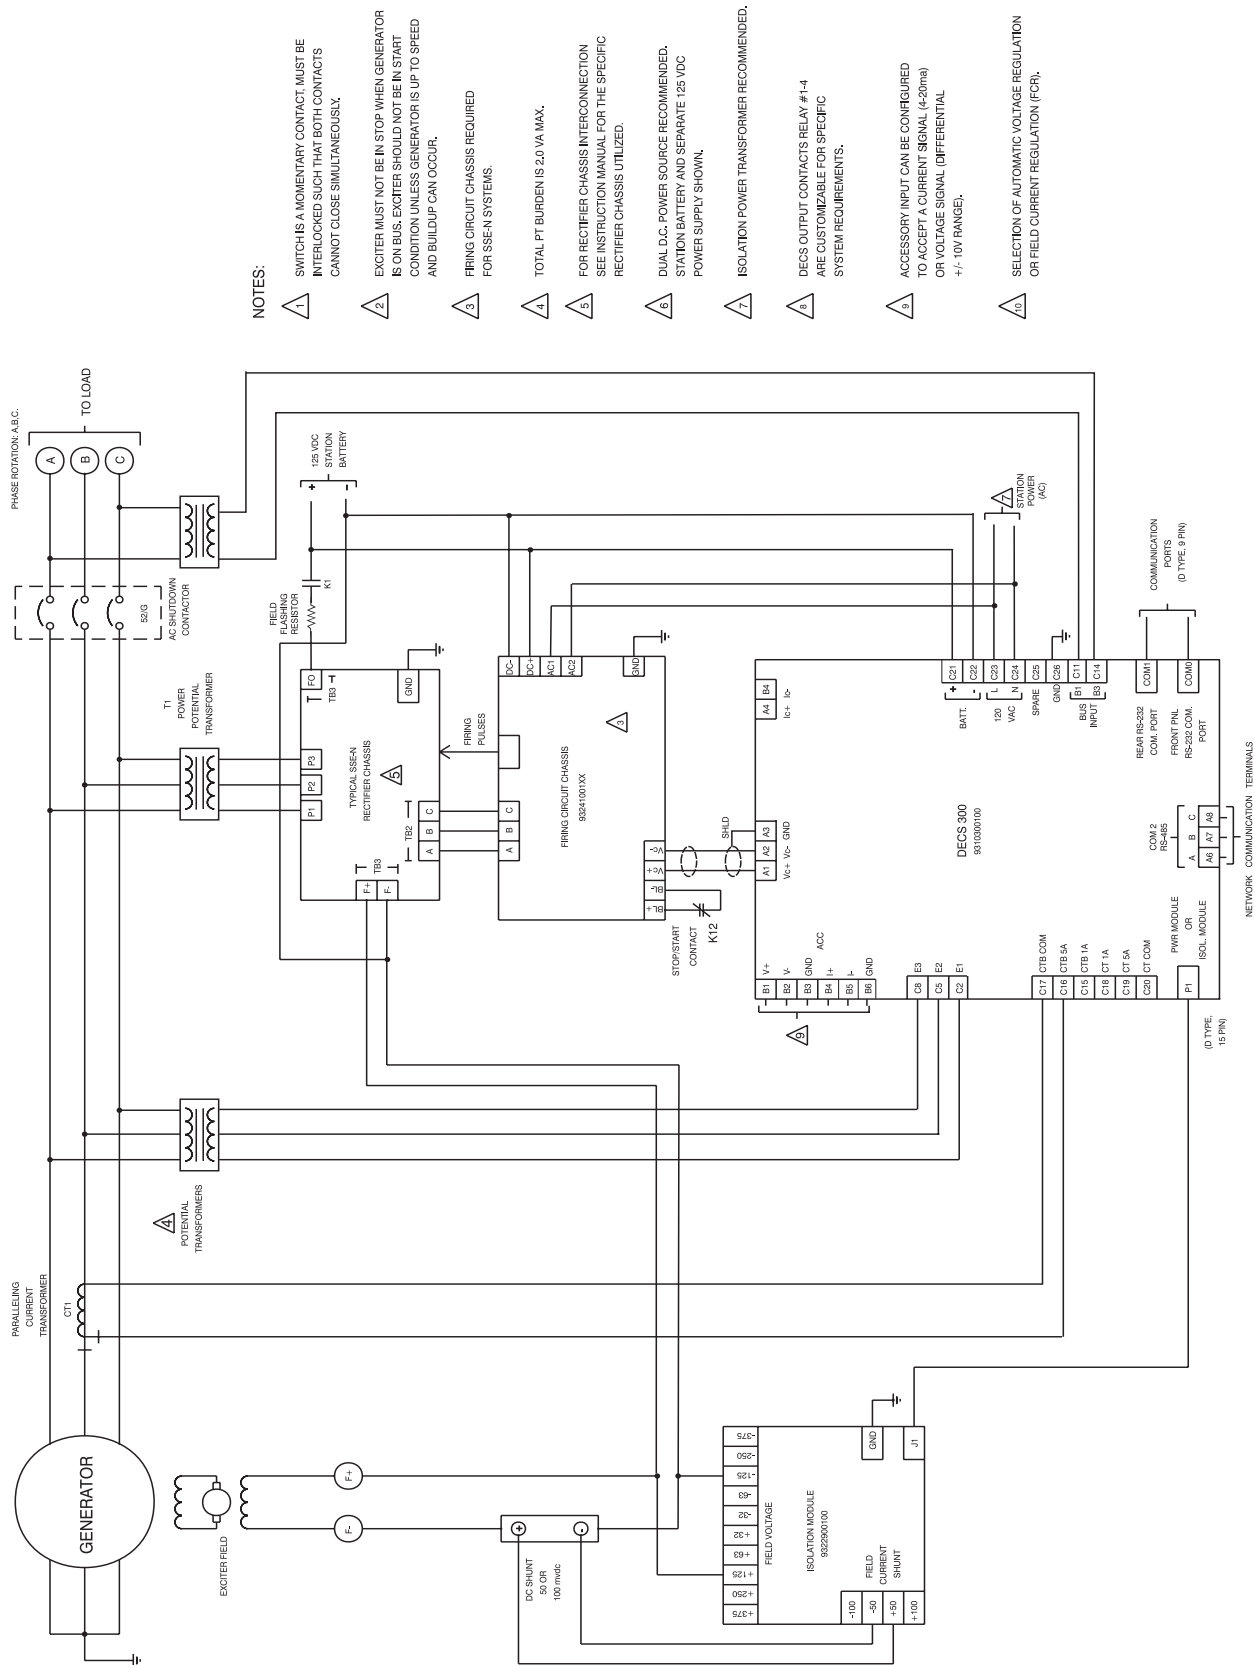 NOTES:
1
SWITCH IS A MOMENTARY CONTACT, MUST BE
INTERLOCKED SUCH THAT BOTH CONTACTS
CANNOT CLOSE SIMULTANEOUSLY.
2
EXCITER MUST NOT BE IN STOP WHEN GENERATOR
IS ON BUS. EXCITER SHOULD NOT BE IN START
CONDITION UNLESS GENERATOR IS UP TO SPEED
AND BUILDUP CAN OCCUR.
3
FIRING CIRCUIT CHASSIS REQUIRED
FOR SSE-N SYSTEMS.
4
TOTAL PT BURDEN IS 2.0 VA MAX.
5
FOR RECTIFIER CHASSIS INTERCONNECTION
SEE INSTRUCTION MANUAL FOR THE SPECIFIC
RECTIFIER CHASSIS UTILIZED.
6
DUAL D.C. POWER SOURCE RECOMMENDED.
STATION BATTERY AND SEPARATE 125 VDC
POWER SUPPLY SHOWN.
7
ISOLATION POWER TRANSFORMER RECOMMENDED.
8
DECS OUTPUT CONTACTS RELAY #1-4
ARE CUSTOMIZABLE FOR SPECIFIC
SYSTEM REQUIREMENTS.
9
ACCESSORY INPUT CAN BE CONFIGURED
TO ACCEPT A CURRENT SIGNAL (4-20ma)
OR VOLTAGE SIGNAL (DIFFERENTIAL
+/- 10V RANGE).
10
SELECTION OF AUTOMATIC VOLTAGE REGULATION
OR FIELD CURRENT REGULATION (FCR).
PHASE ROTATION: A,B,C.
A
B
C
TO LOAD
52/G
AC SHUTDOWN
CONTACTOR
T1
POWER
POTENTIAL
TRANSFORMER
PARALLELING
CURRENT
TRANSFORMER
CT1
4
POTENTIAL
TRANSFORMERS
GENERATOR
EXCITER FIELD
F+
F-
DC SHUNT
50 OR
100 mvdc
+
-
125 VDC
STATION
BATTERY
+
-
K1
FIELD
FLASHING
RESISTOR
FO
TB3
GND
P1
P2
P3
TYPICAL SSE-N
RECTIFIER CHASSIS
5
TB3
F+
F-
TB2
A
B
C
FIRING
PULSES
DC-
DC+
AC1
AC2
GND
3
A
B
C
FIRING CIRCUIT CHASSIS
93241001XX
BL+
BL-
Vc+
Vc-
STOP/START
CONTACT
K12
SHLD
A1
A2
A3
Vc+
Vc-
GND
A4
B4
Ic+
Ic-
DECS 300
9310300100
B1
B2
B3
B4
B5
B6
V+
V-
GND
I+
I-
GND
ACC
9
C8
C5
C2
E3
E2
E1
C17
C16
C15
C18
C19
C20
CTB COM
CTB 5A
CTB 1A
CT 1A
CT 5A
CT COM
P1
PWR MODULE
OR
ISOL. MODULE
(D TYPE,
15 PIN)
C21
C22
C23
C24
C25
C26
C11
C14
+
-
BATT.
L
N
120
VAC
SPARE
GND
B1
B3
BUS
INPUT
7
STATION
POWER
(AC)
COM1
COM0
REAR RS-232
COM. PORT
FRONT PNL
RS-232 COM.
PORT
COMMUNICATION
PORTS
(D TYPE, 9 PIN)
COM 2
RS-485
A
B
C
A6
A7
A8
NETWORK COMMUNICATION TERMINALS
-375
-250
-125
-63
-32
+32
+63
+125
+250
+375
FIELD VOLTAGE
ISOLATION MODULE
9322900100
FIELD
CURRENT
SHUNT
-100
-50
+50
+100
GND
J1